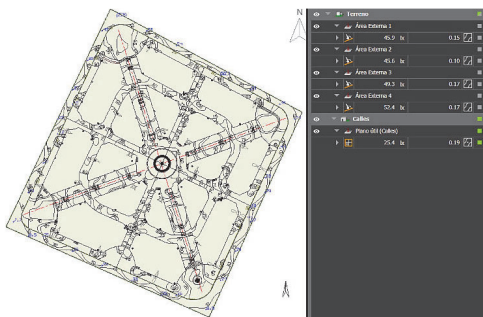 N
Terreno
Área Externa 1
45.9 lx 0.15
Área Externa 2
45.6 lx 0.10
Área Externa 3
49.3 lx 0.17
Área Externa 4
52.4 lx 0.17
Calles
Plano útil (Calles)
25.4 lx 0.19